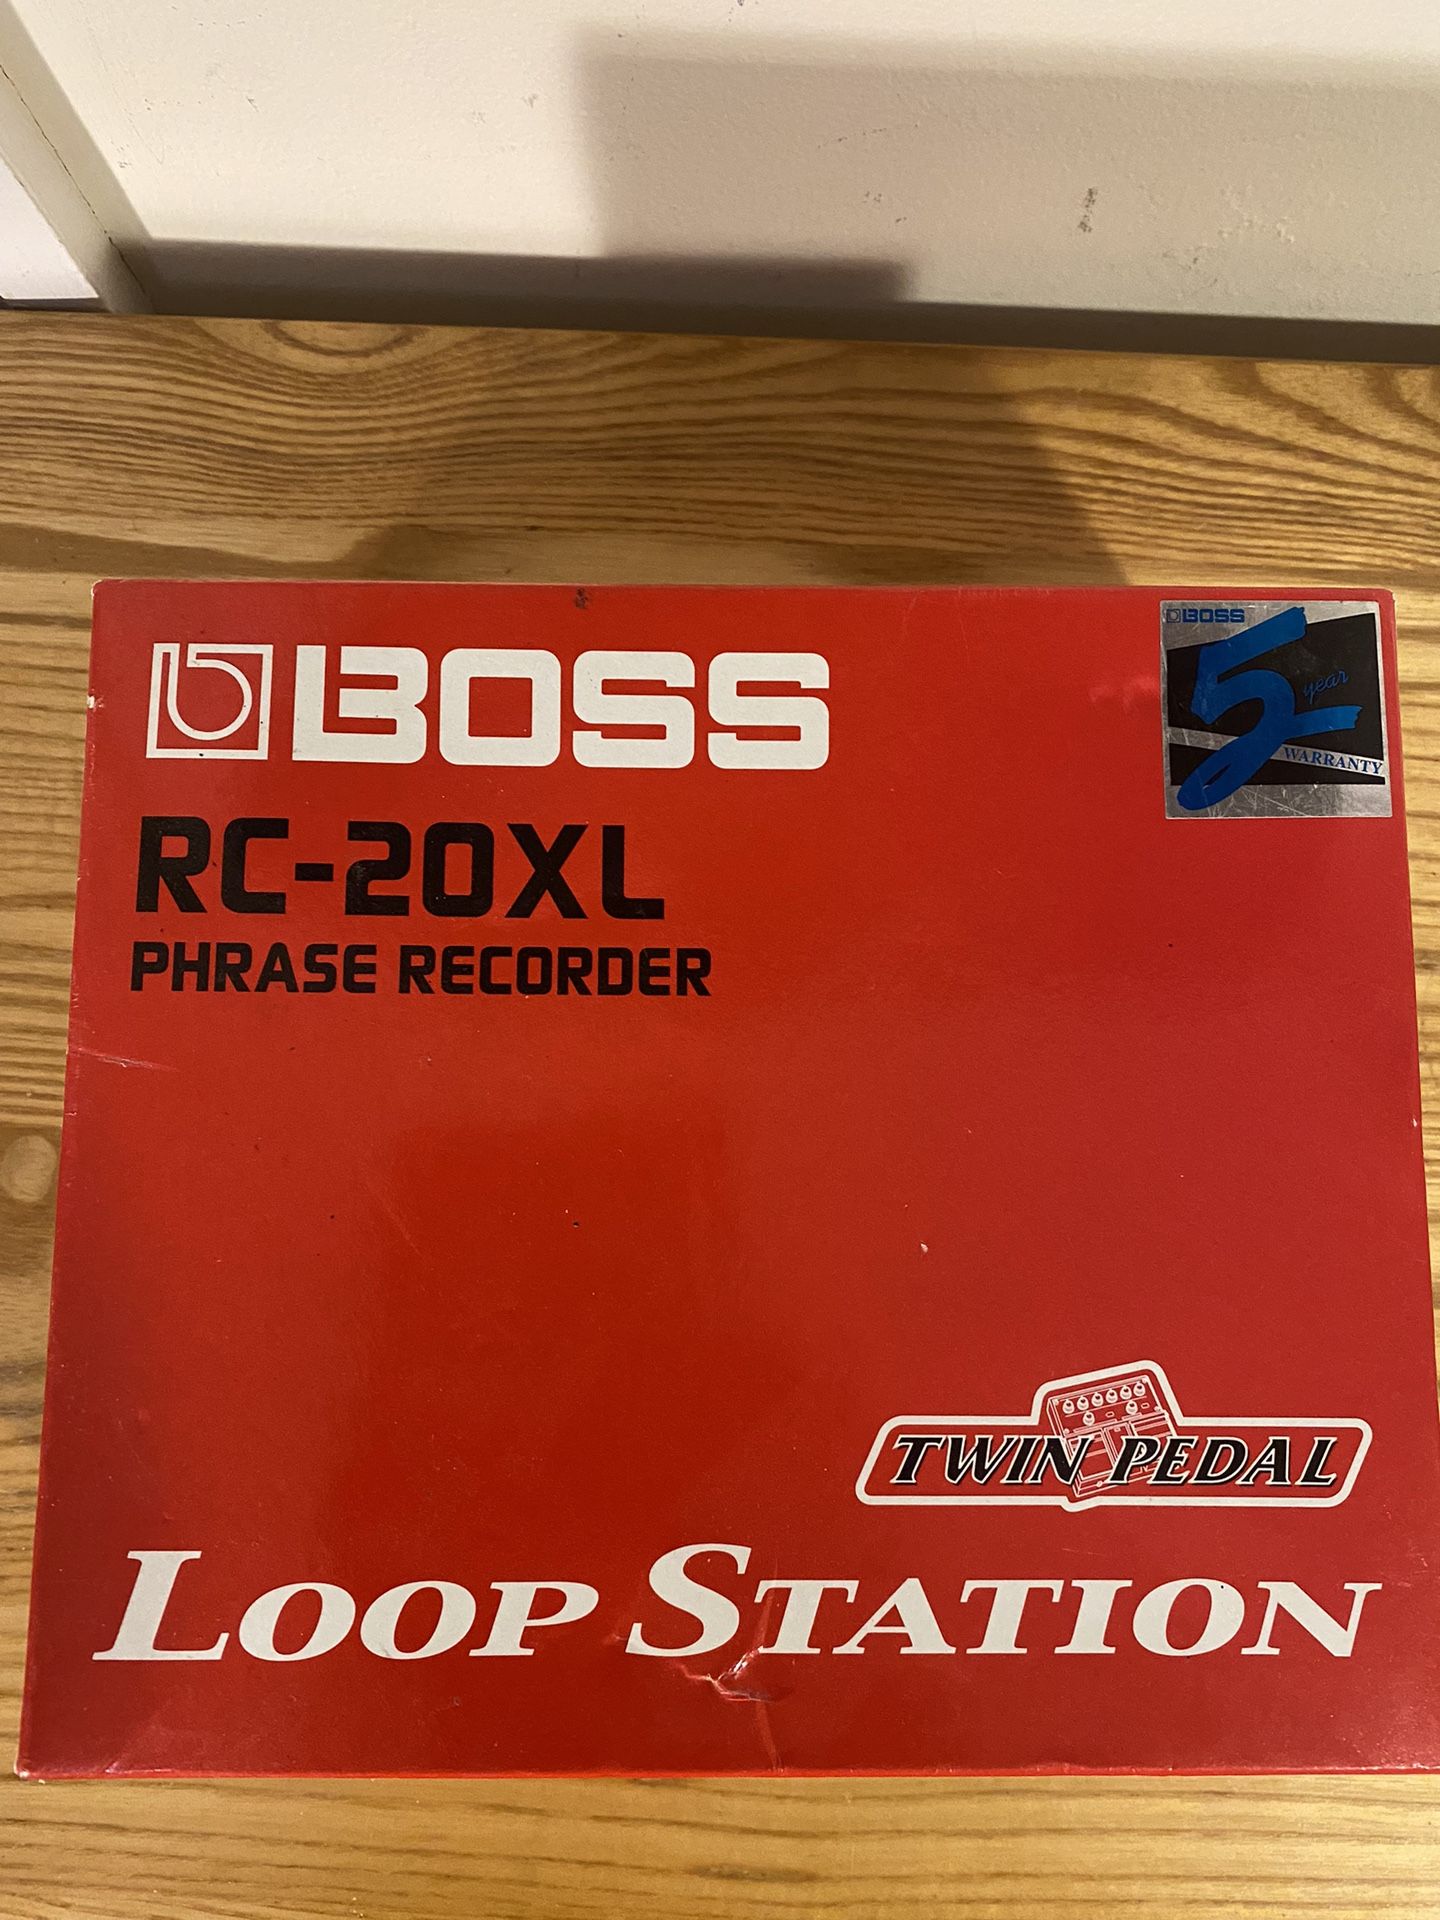 BOSS
BOSS
5 year
WARRANTY
RC-20XL
PHRASE RECORDER
TWIN PEDAL
LOOP STATION